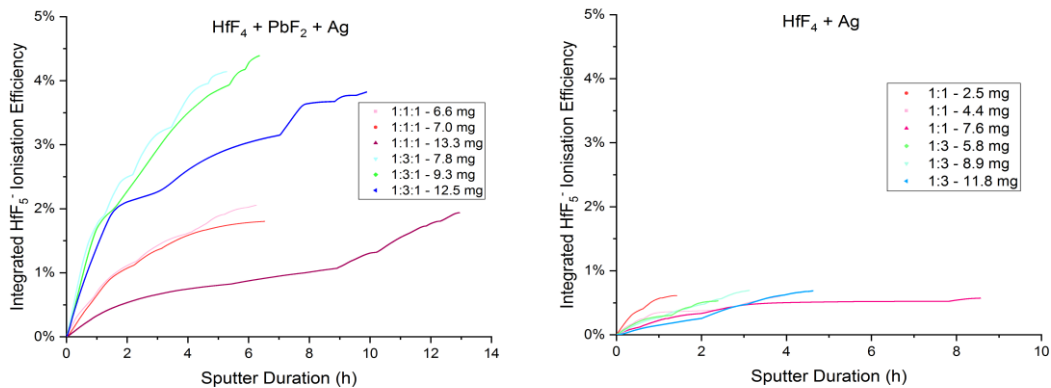 HfF₄ + PbF₂ + Ag
Integrated HfF₅⁻ Ionisation Efficiency
5%
4%
3%
2%
1%
0%
1:1:1 - 6.6 mg
1:1:1 - 7.0 mg
1:1:1 - 13.3 mg
1:3:1 - 7.8 mg
1:3:1 - 9.3 mg
1:3:1 - 12.5 mg
0 2 4 6 8 10 12 14
Sputter Duration (h)
HfF₄ + Ag
Integrated HfF₅⁻ Ionisation Efficiency
5%
4%
3%
2%
1%
0%
1:1 - 2.5 mg
1:1 - 4.4 mg
1:1 - 7.6 mg
1:3 - 5.8 mg
1:3 - 8.9 mg
1:3 - 11.8 mg
0 2 4 6 8 10
Sputter Duration (h)